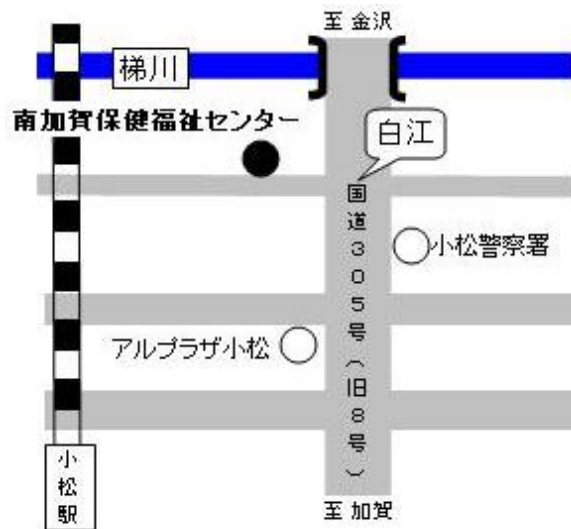 至 金沢
梯川
南加賀保健福祉センター
白江
国道305号(旧8号)
小松警察署
アルプラザ小松
小松駅
至 加賀